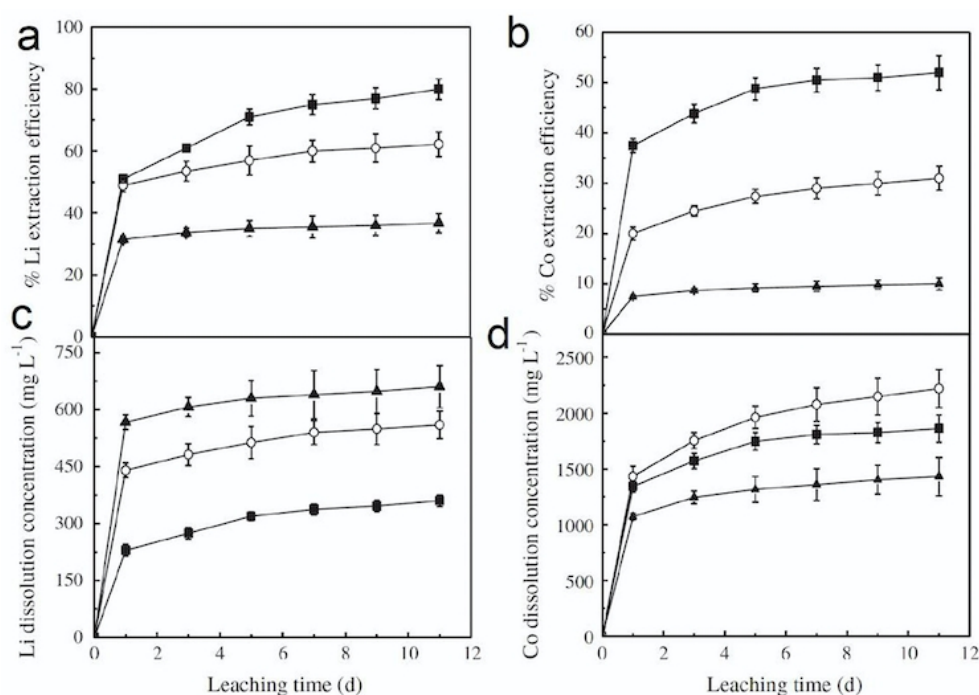 a
% Li extraction efficiency
100
80
60
40
20
0
b
% Co extraction efficiency
60
50
40
30
20
10
0
c
Li dissolution concentration (mg L⁻¹)
750
600
450
300
150
0
0 2 4 6 8 10 12
Leaching time (d)
d
Co dissolution concentration (mg L⁻¹)
2500
2000
1500
1000
500
0
0 2 4 6 8 10 12
Leaching time (d)